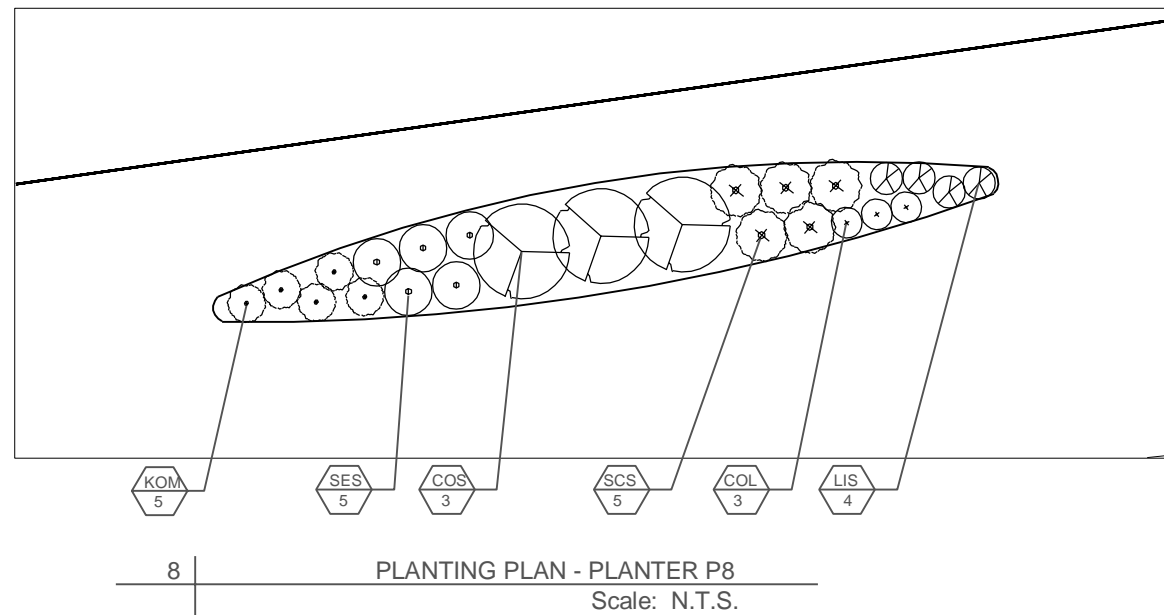 KOM
5
SES
5
COS
3
SCS
5
COL
3
LIS
4
8 PLANTING PLAN - PLANTER P8
Scale: N.T.S.